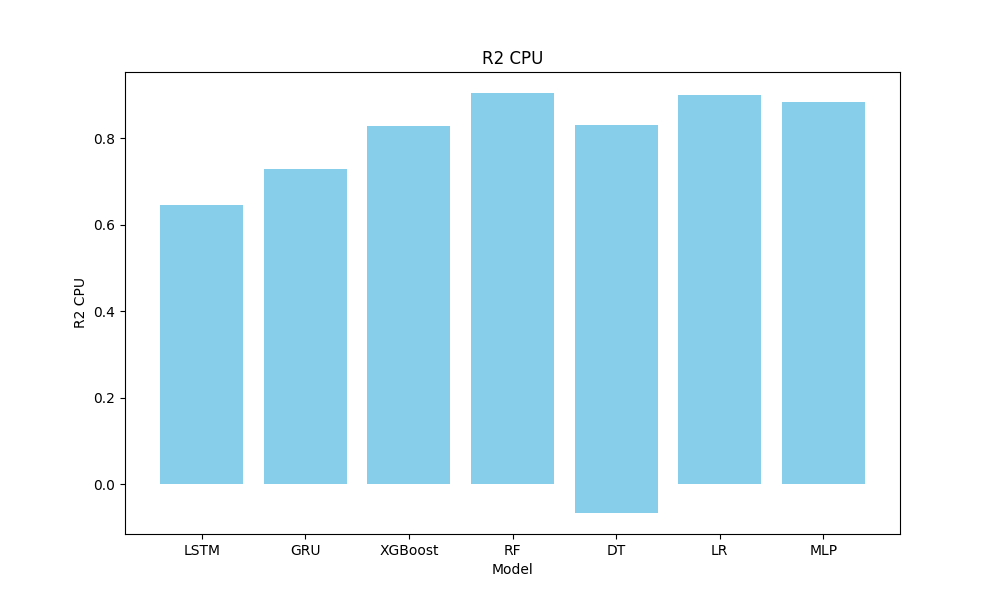 R2 CPU
R2 CPU
0.8
0.6
0.4
0.2
0.0
LSTM GRU XGBoost RF DT LR MLP
Model